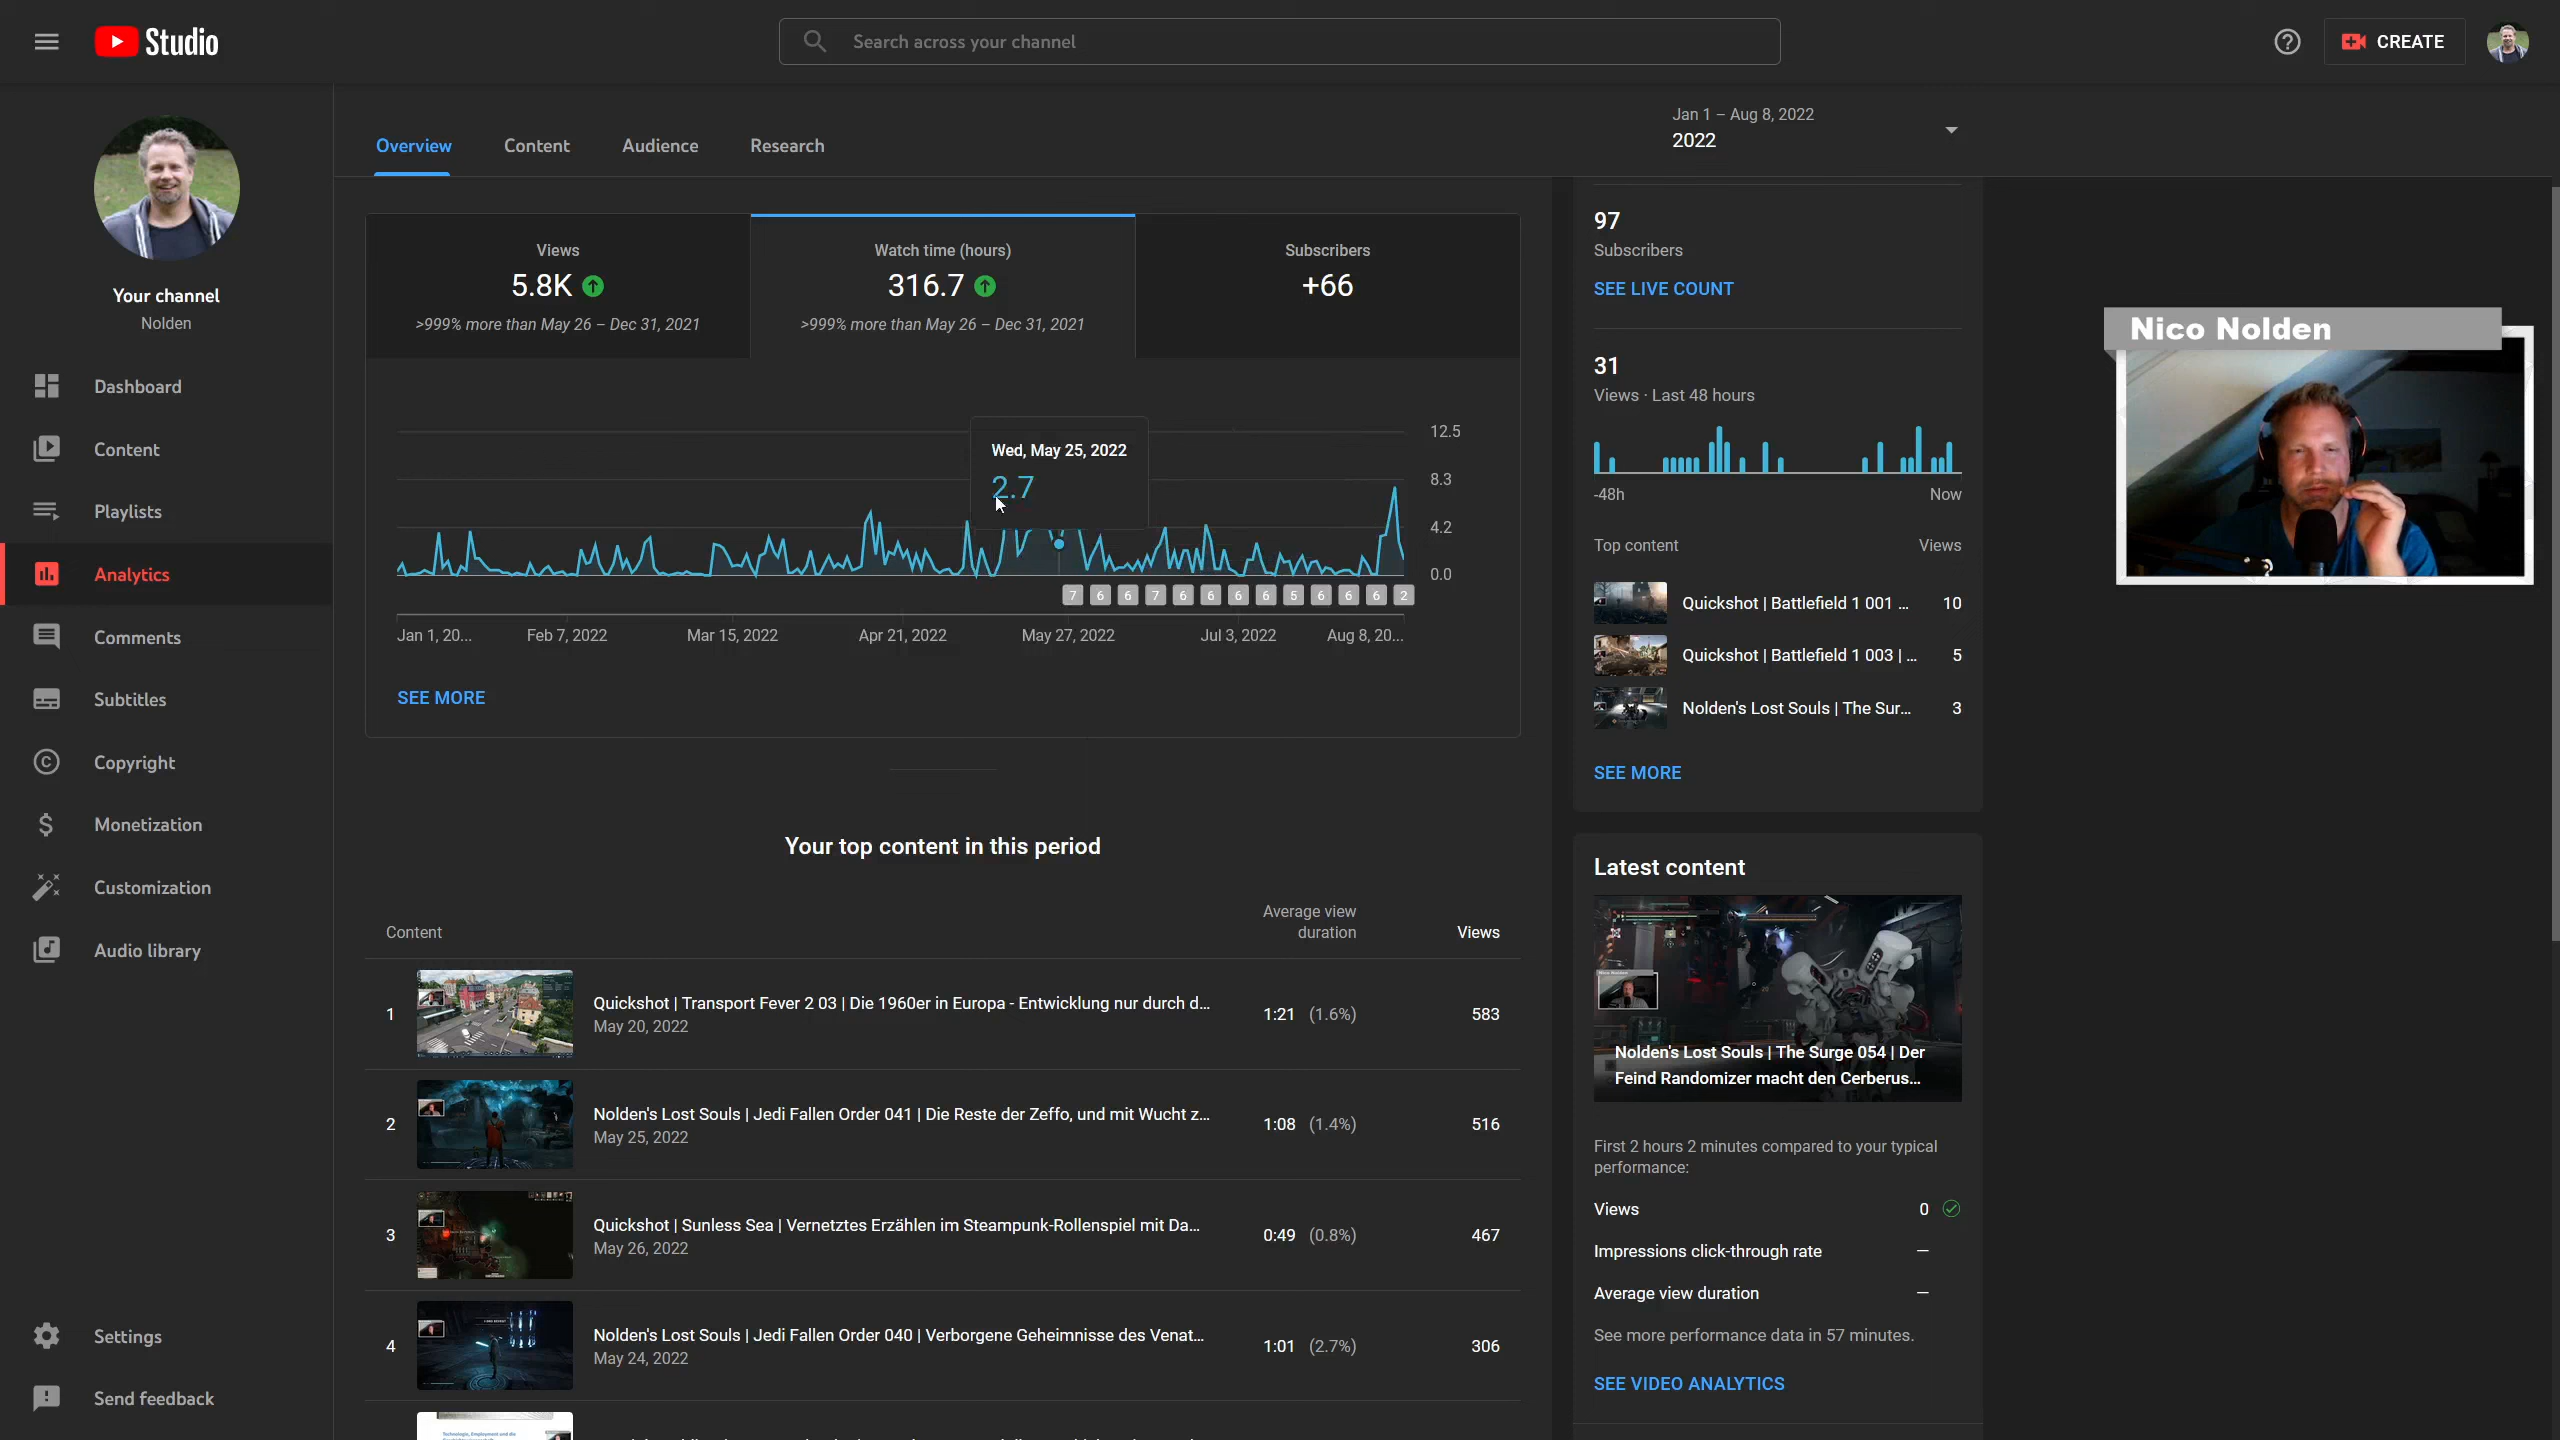 Studio
Search across your channel
CREATE
Your channel
Nolden
Dashboard
Content
Playlists
Analytics
Comments
Subtitles
Copyright
Monetization
Customization
Audio library
Settings
Send feedback
Overview
Content
Audience
Research
Jan 1 – Aug 8, 2022
2022
Views
5.8K
>999% more than May 26 – Dec 31, 2021
Watch time (hours)
316.7
>999% more than May 26 – Dec 31, 2021
Subscribers
+66
Wed, May 25, 2022
2.7
12.5
8.3
4.2
0.0
7 6 6 7 6 6 6 6 5 6 6 6 2
Jan 1, 20... Feb 7, 2022 Mar 15, 2022 Apr 21, 2022 May 27, 2022 Jul 3, 2022 Aug 8, 20...
SEE MORE
Your top content in this period
Content
Average view
duration
Views
1
Quickshot | Transport Fever 2 03 | Die 1960er in Europa - Entwicklung nur durch d...
May 20, 2022
1:21 (1.6%)
583
2
Nolden's Lost Souls | Jedi Fallen Order 041 | Die Reste der Zeffo, und mit Wucht z...
May 25, 2022
1:08 (1.4%)
516
3
Quickshot | Sunless Sea | Vernetztes Erzählen im Steampunk-Rollenspiel mit Da...
May 26, 2022
0:49 (0.8%)
467
4
Nolden's Lost Souls | Jedi Fallen Order 040 | Verborgene Geheimnisse des Venat...
May 24, 2022
1:01 (2.7%)
306
97
Subscribers
SEE LIVE COUNT
31
Views · Last 48 hours
-48h
Now
Top content
Views
Quickshot | Battlefield 1 001 ... 10
Quickshot | Battlefield 1 003 | ... 5
Nolden's Lost Souls | The Sur... 3
SEE MORE
Latest content
Nolden's Lost Souls | The Surge 054 | Der
Feind Randomizer macht den Cerberus...
First 2 hours 2 minutes compared to your typical
performance:
Views 0
Impressions click-through rate —
Average view duration —
See more performance data in 57 minutes.
SEE VIDEO ANALYTICS
Nico Nolden